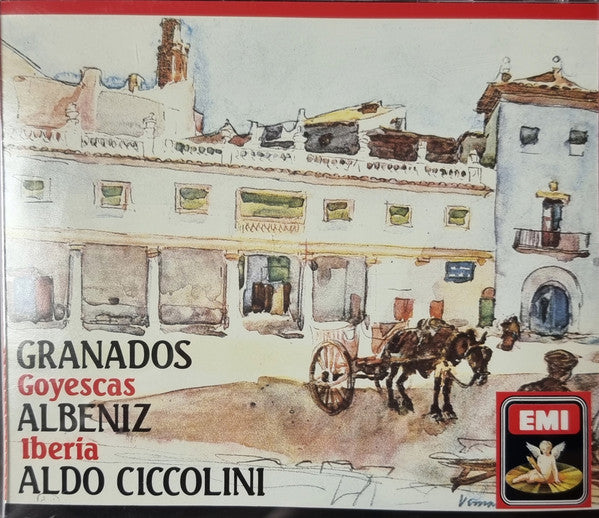 GRANADOS
Goyescas
ALBENIZ
Iberia
ALDO CICCOLINI
EMI